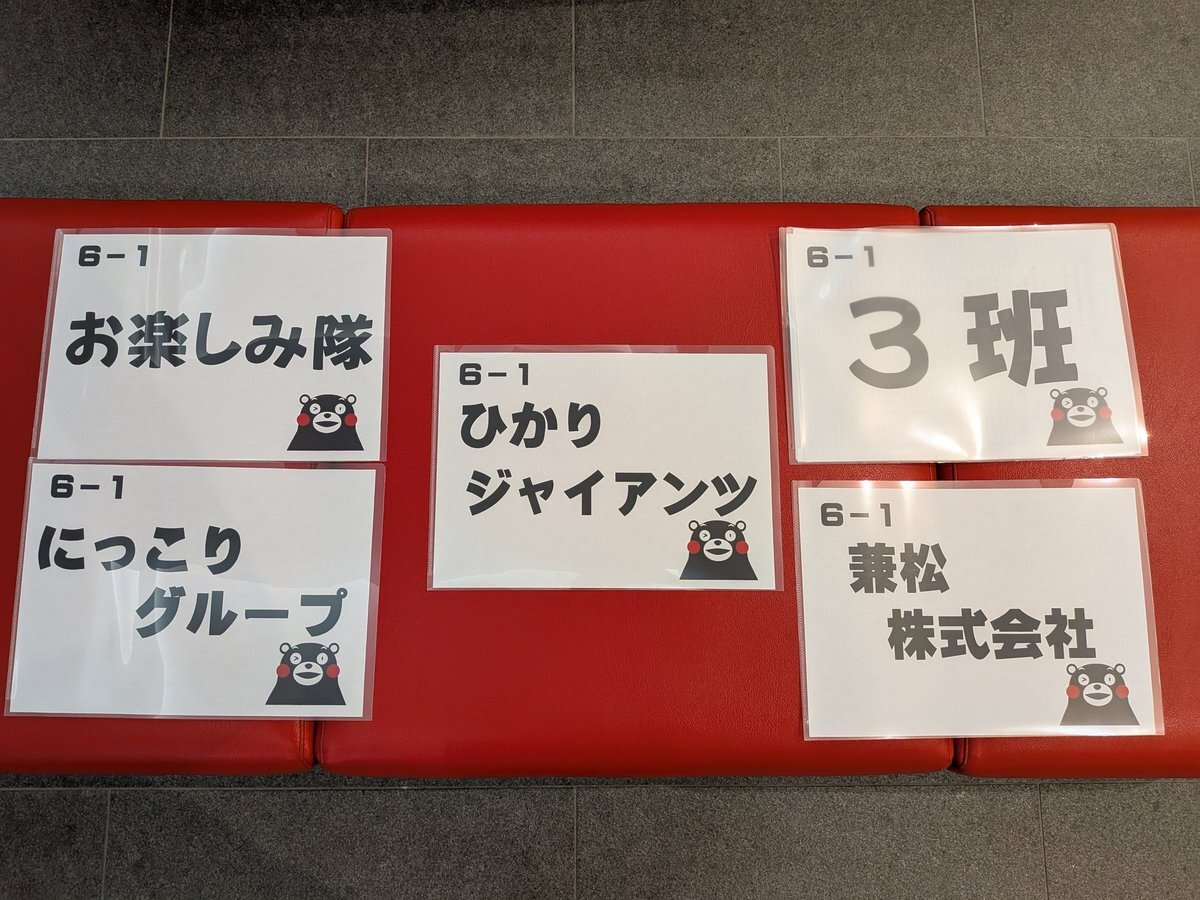 6-1
お楽しみ隊
6-1
にっこり
グループ
6-1
ひかり
ジャイアンツ
6-1
3班
6-1
兼松
株式会社